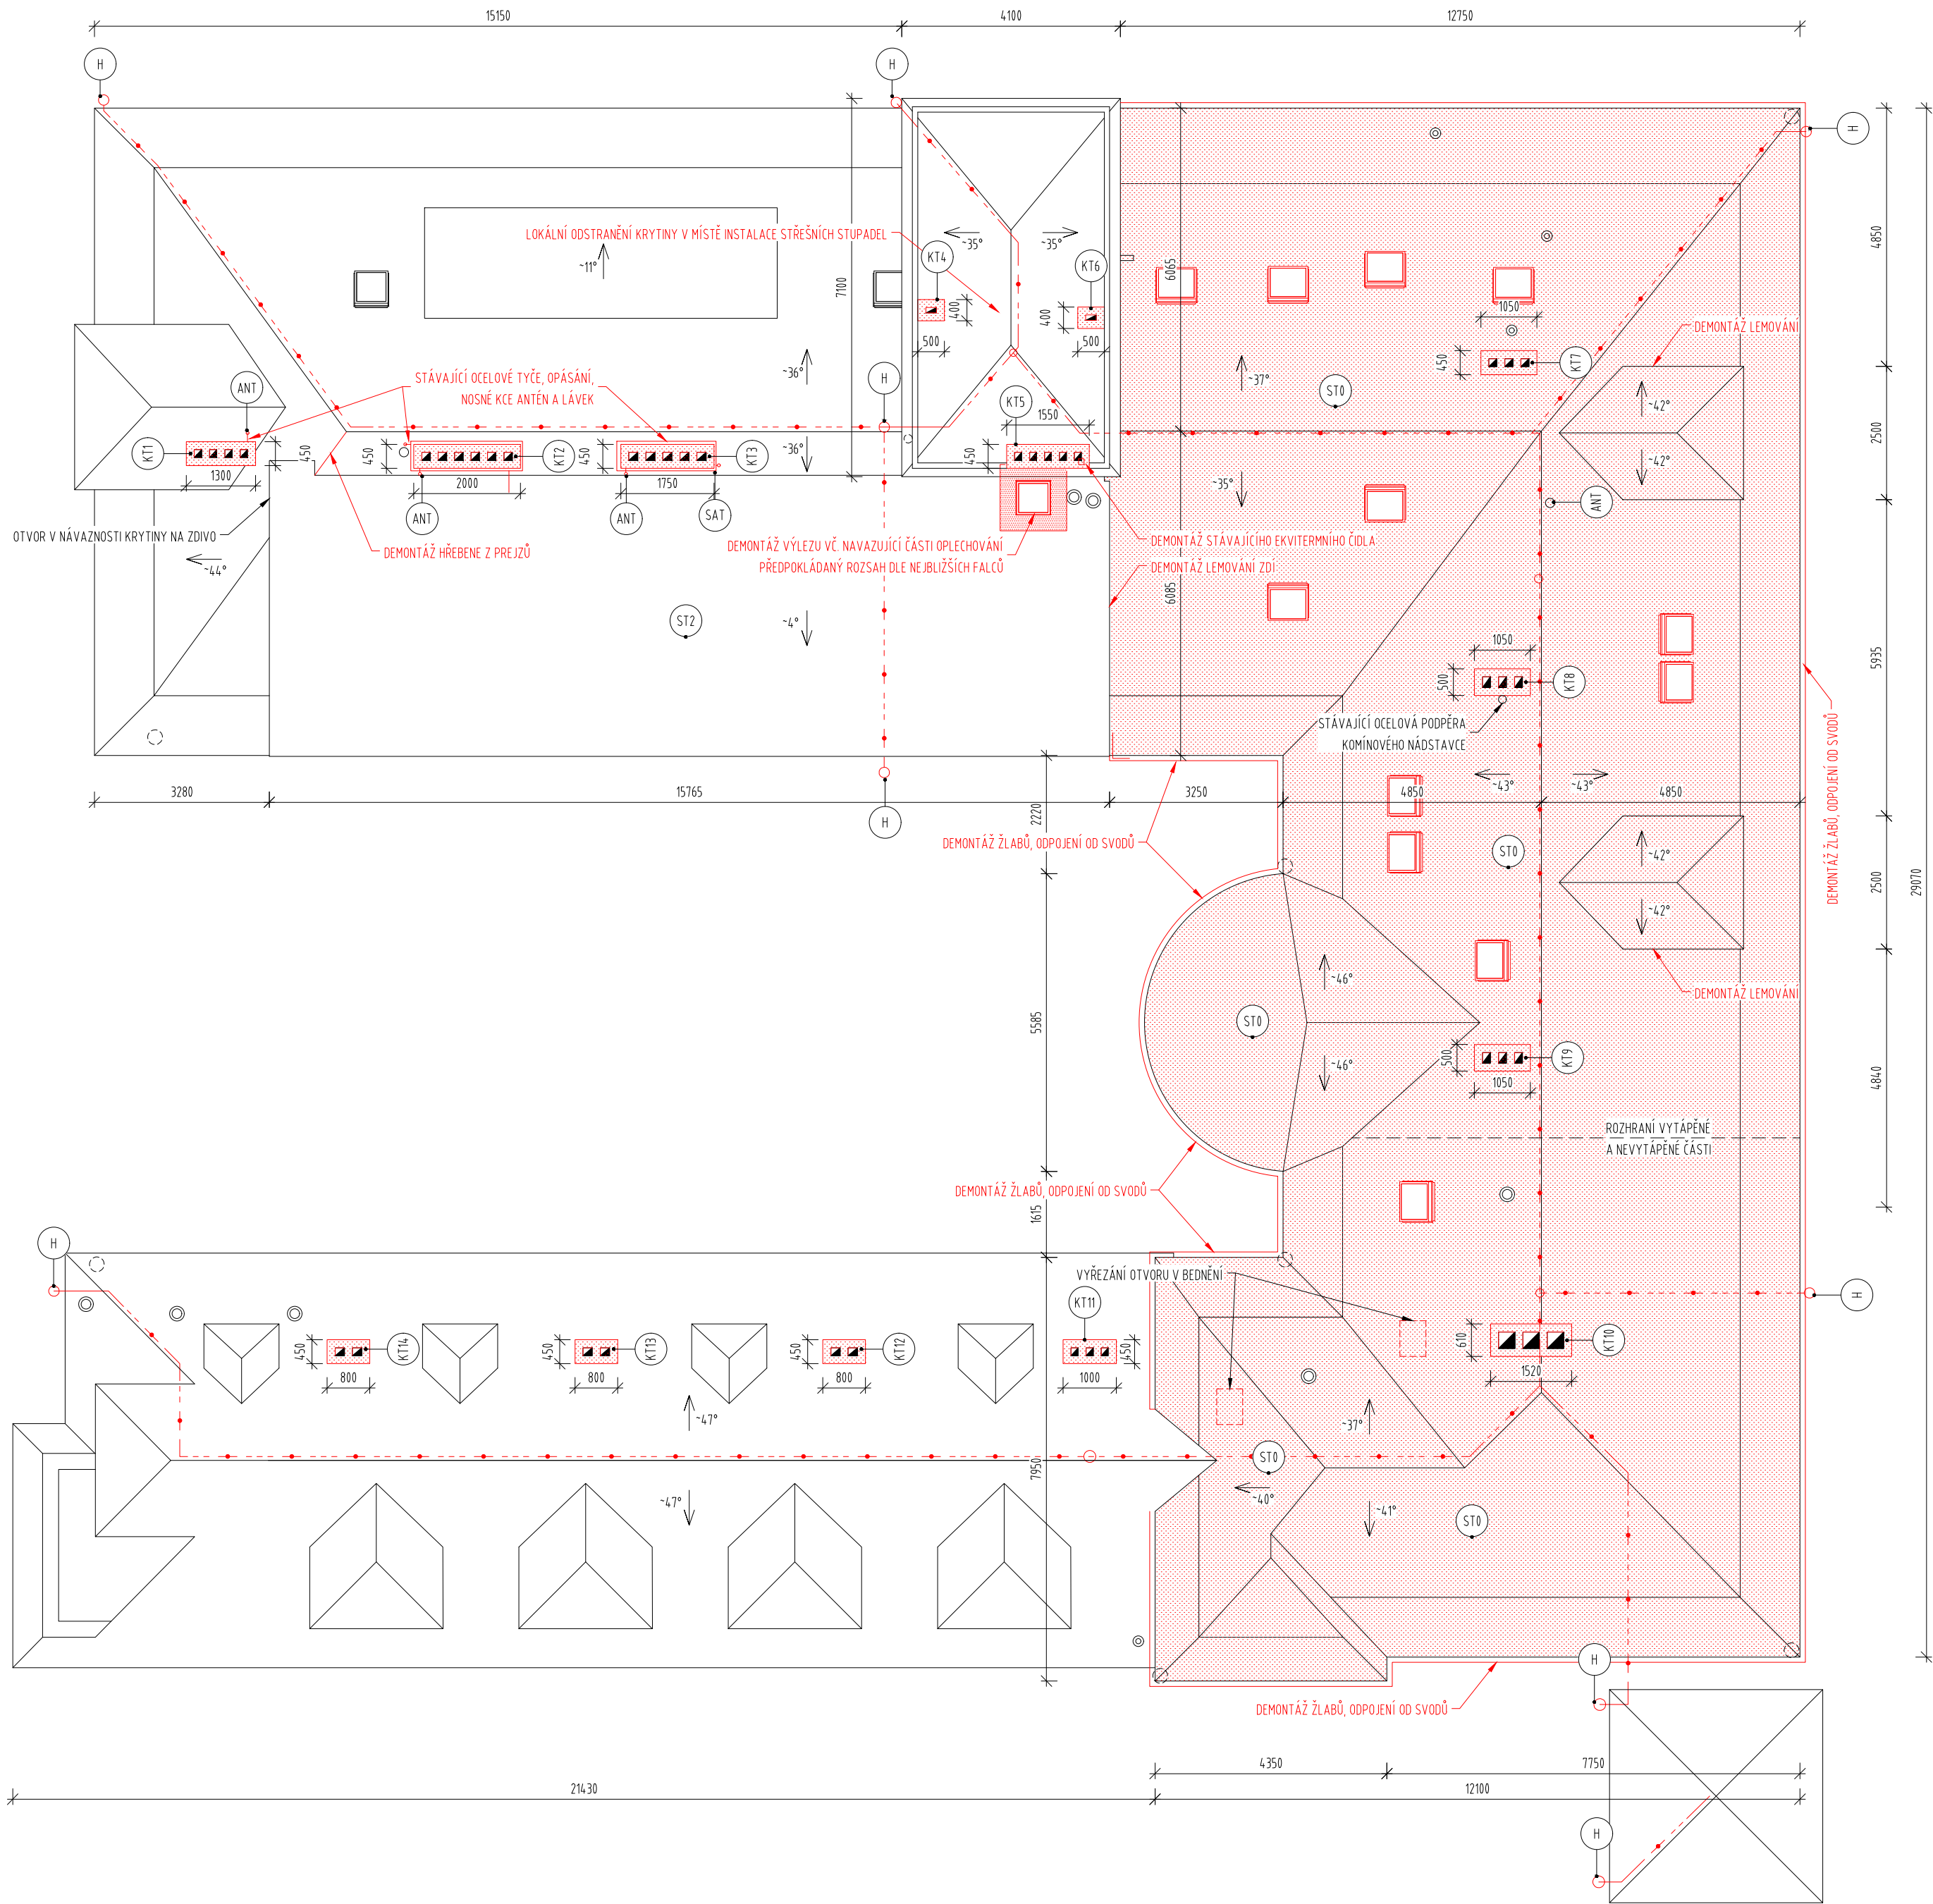 15150
4100
12750
H
H
H
LOKÁLNÍ ODSTRANĚNÍ KRYTINY V MÍSTĚ INSTALACE STŘEŠNÍCH STUPADEL
~11°
7100
~35°
~35°
KT4
KT6
400
400
500
500
6065
4850
29070
1050
450
KT7
DEMONTÁŽ LEMOVÁNÍ
~37°
ST0
~42°
~42°
2500
~36°
~36°
H
ANT
STÁVAJÍCÍ OCELOVÉ TYČE, OPÁSÁNÍ,
NOSNÉ KCE ANTÉN A LÁVEK
KT1
1300
450
450
KT2
2000
ANT
450
KT3
1750
ANT
SAT
KT5
1550
450
~35°
ANT
OTVOR V NÁVAZNOSTI KRYTINY NA ZDIVO
~44°
DEMONTÁŽ HŘEBENE Z PREJZŮ
DEMONTÁŽ VÝLEZU VČ. NAVAZUJÍCÍ ČÁSTI OPLECHOVÁNÍ
PŘEDPOKLÁDANÝ ROZSAH DLE NEJBLIŽŠÍCH FALCŮ
DEMONTÁŽ STÁVAJÍCÍHO EKVITERMNÍHO ČIDLA
DEMONTÁŽ LEMOVÁNÍ ZDÍ
6085
ST2
~4°
1050
500
KT8
5935
STÁVAJÍCÍ OCELOVÁ PODPĚRA
KOMÍNOVÉHO NÁDSTAVCE
DEMONTÁŽ ŽLABŮ, ODPOJENÍ OD SVODŮ
~43°
~43°
3280
15765
3250
4850
4850
H
2220
DEMONTÁŽ ŽLABŮ, ODPOJENÍ OD SVODŮ
ST0
~42°
~42°
2500
~46°
~46°
ST0
5585
DEMONTÁŽ LEMOVÁNÍ
500
KT9
1050
4840
ROZHRANÍ VYTÁPĚNÉ
A NEVYTÁPĚNÉ ČÁSTI
DEMONTÁŽ ŽLABŮ, ODPOJENÍ OD SVODŮ
1615
H
VYŘEZÁNÍ OTVORU V BEDNĚNÍ
H
KT11
450
KT14
800
450
KT13
800
450
KT12
800
450
1000
610
KT10
1520
~47°
~47°
~37°
7950
ST0
~40°
~41°
ST0
H
DEMONTÁŽ ŽLABŮ, ODPOJENÍ OD SVODŮ
4350
7750
21430
12100
H